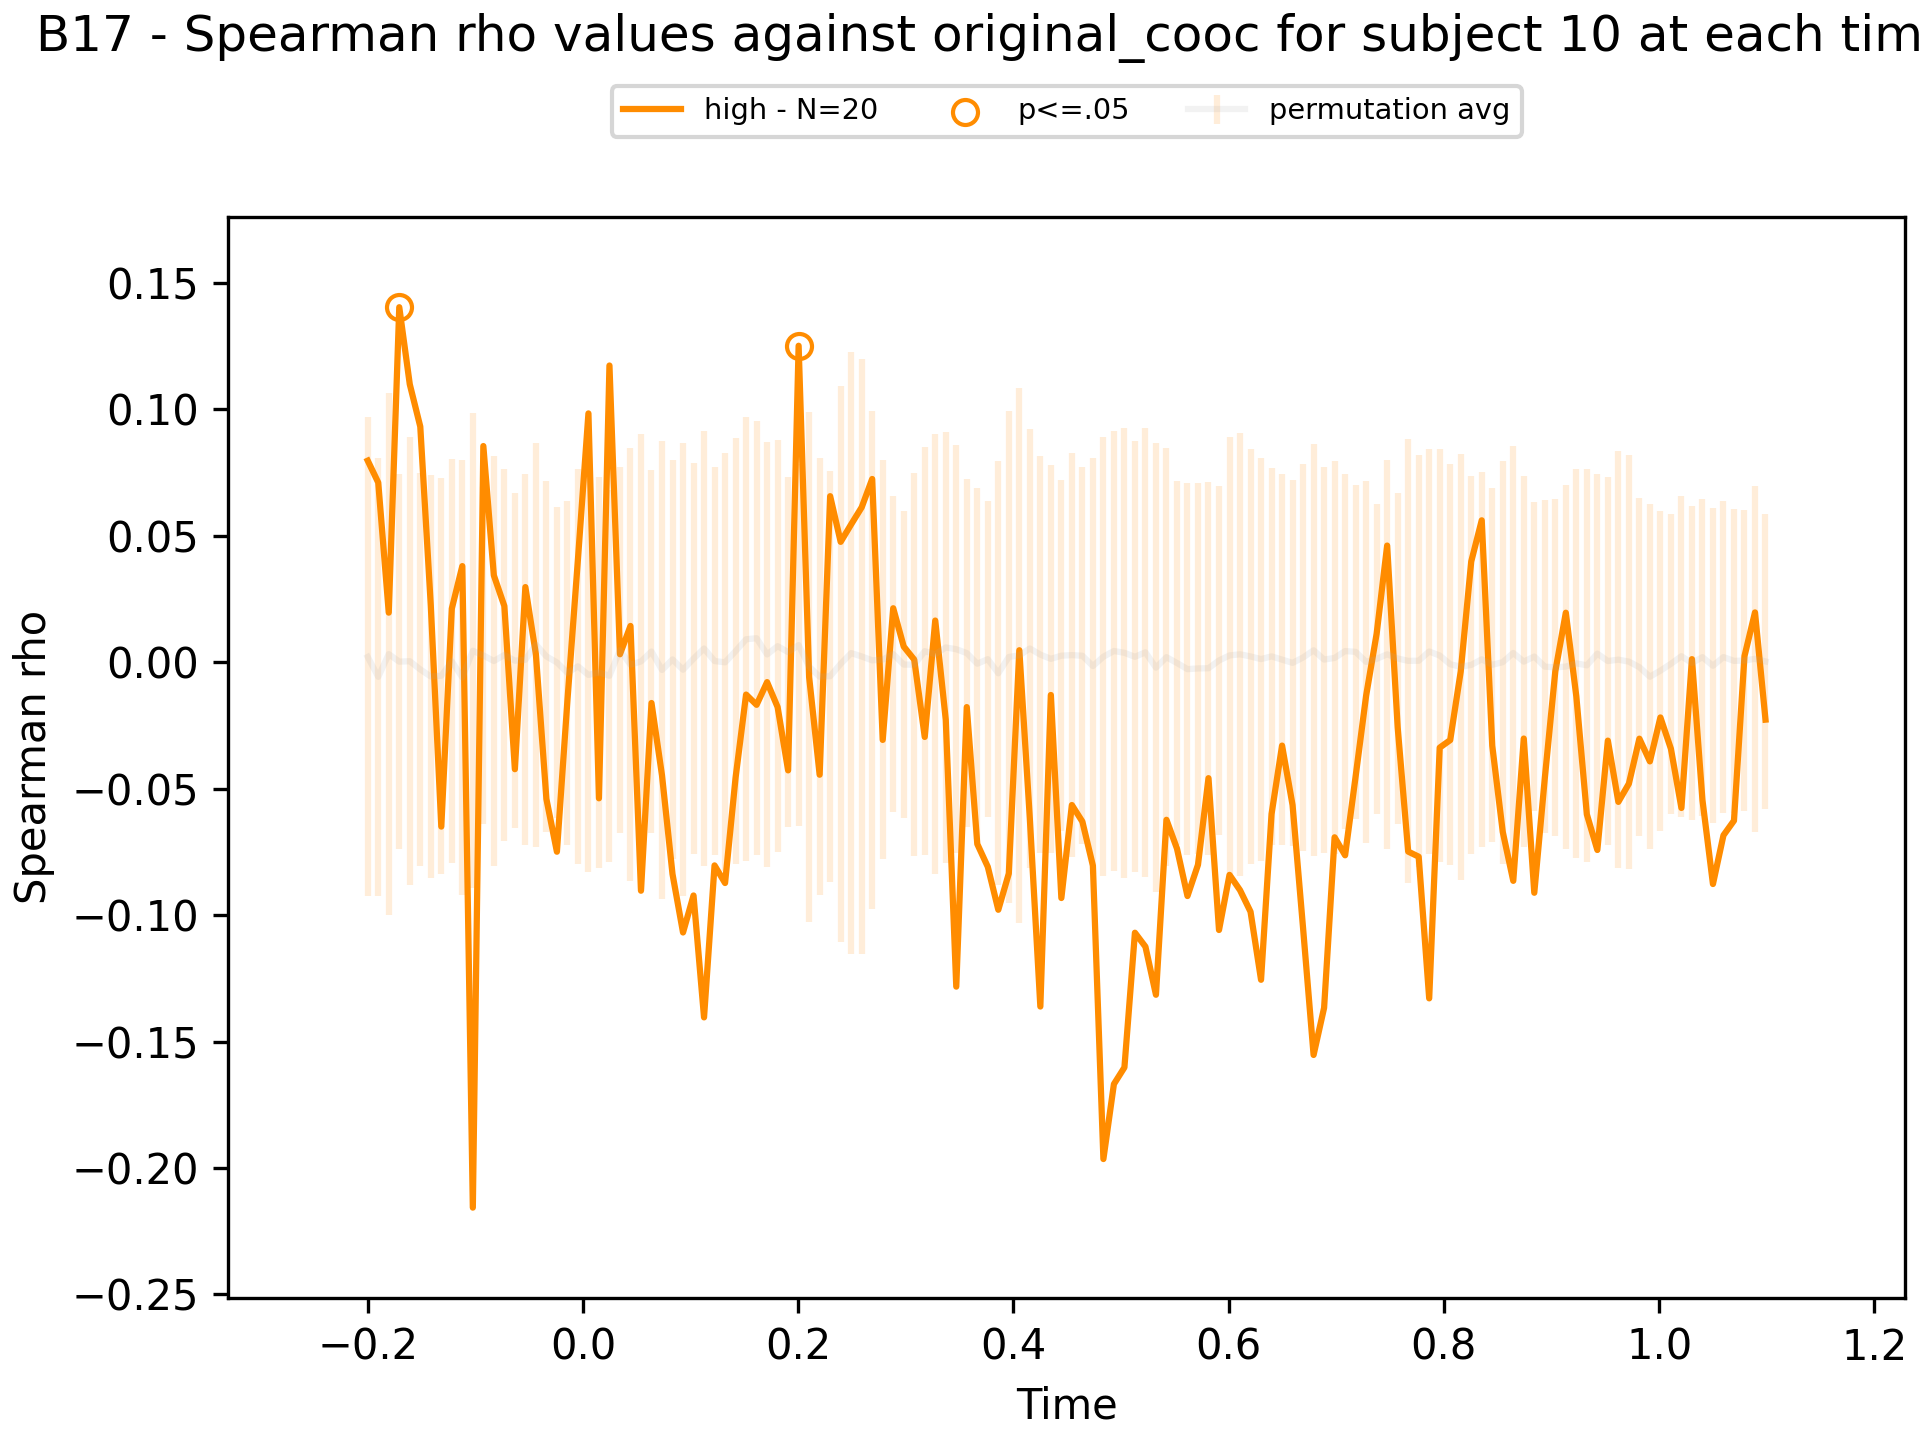 B17 - Spearman rho values against original_cooc for subject 10 at each tim
high - N=20 p<=.05 permutation avg
0.15
0.10
0.05
0.00
−0.05
−0.10
−0.15
−0.20
−0.25
Spearman rho
−0.2 0.0 0.2 0.4 0.6 0.8 1.0 1.2
Time